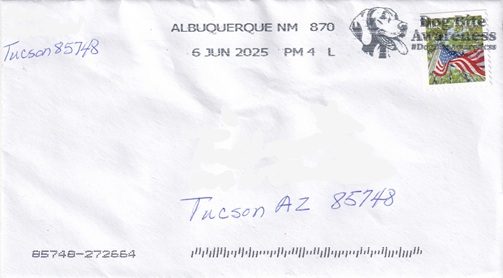 ALBUQUERQUE NM 870
6 JUN 2025 PM 4 L
Dog Bite
Awareness
Tucson 85748
Tucson AZ 85748
85748-272664